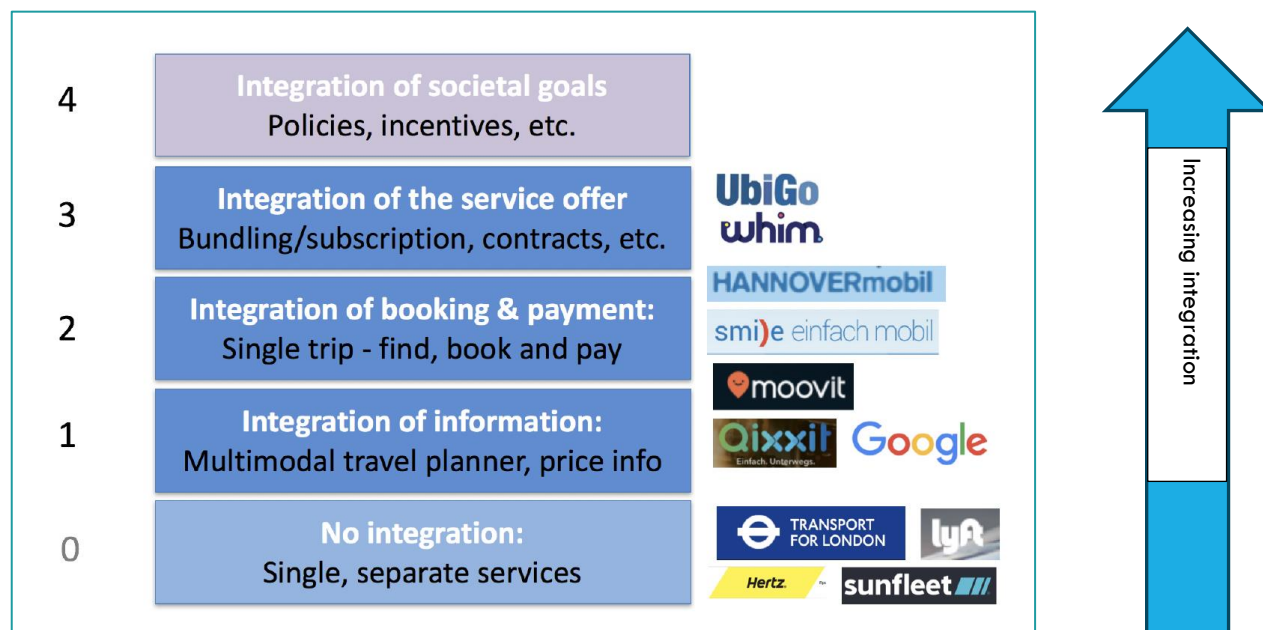 4
Integration of societal goals
Policies, incentives, etc.
3
Integration of the service offer
Bundling/subscription, contracts, etc.
UbiGo
whim
2
Integration of booking & payment:
Single trip - find, book and pay
HANNOVERmobil
smi)e einfach mobil
1
Integration of information:
Multimodal travel planner, price info
moovit
Qixxit
Einfach. Unterwegs.
Google
0
No integration:
Single, separate services
TRANSPORT
FOR LONDON
lyft
Hertz.
sunfleet
Increasing integration